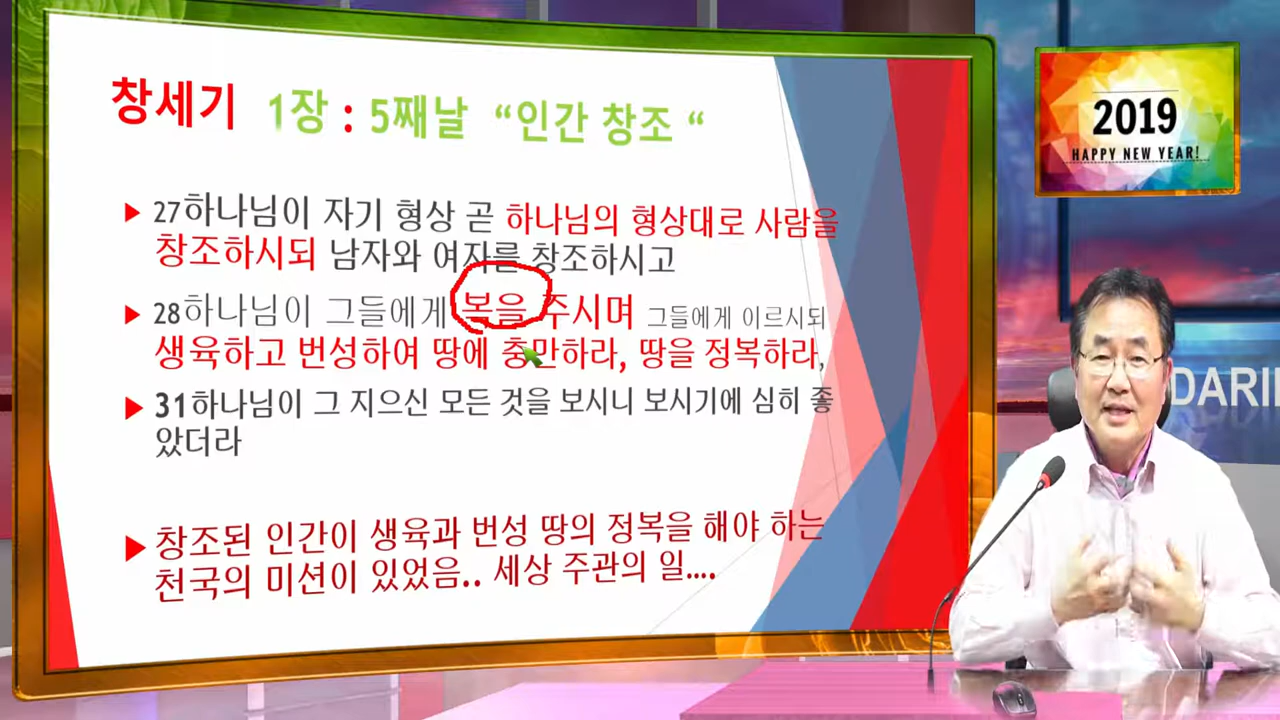 창세기 1장 : 5째날 “인간 창조 “
27하나님이 자기 형상 곧 하나님의 형상대로 사람을
창조하시되 남자와 여자를 창조하시고
28하나님이 그들에게 복을 주시며 그들에게 이르시되
생육하고 번성하여 땅에 충만하라, 땅을 정복하라,
31하나님이 그 지으신 모든 것을 보시니 보시기에 심히 좋
았더라
창조된 인간이 생육과 번성 땅의 정복을 해야 하는
천국의 미션이 있었음.. 세상 주관의 일....
2019
HAPPY NEW YEAR!